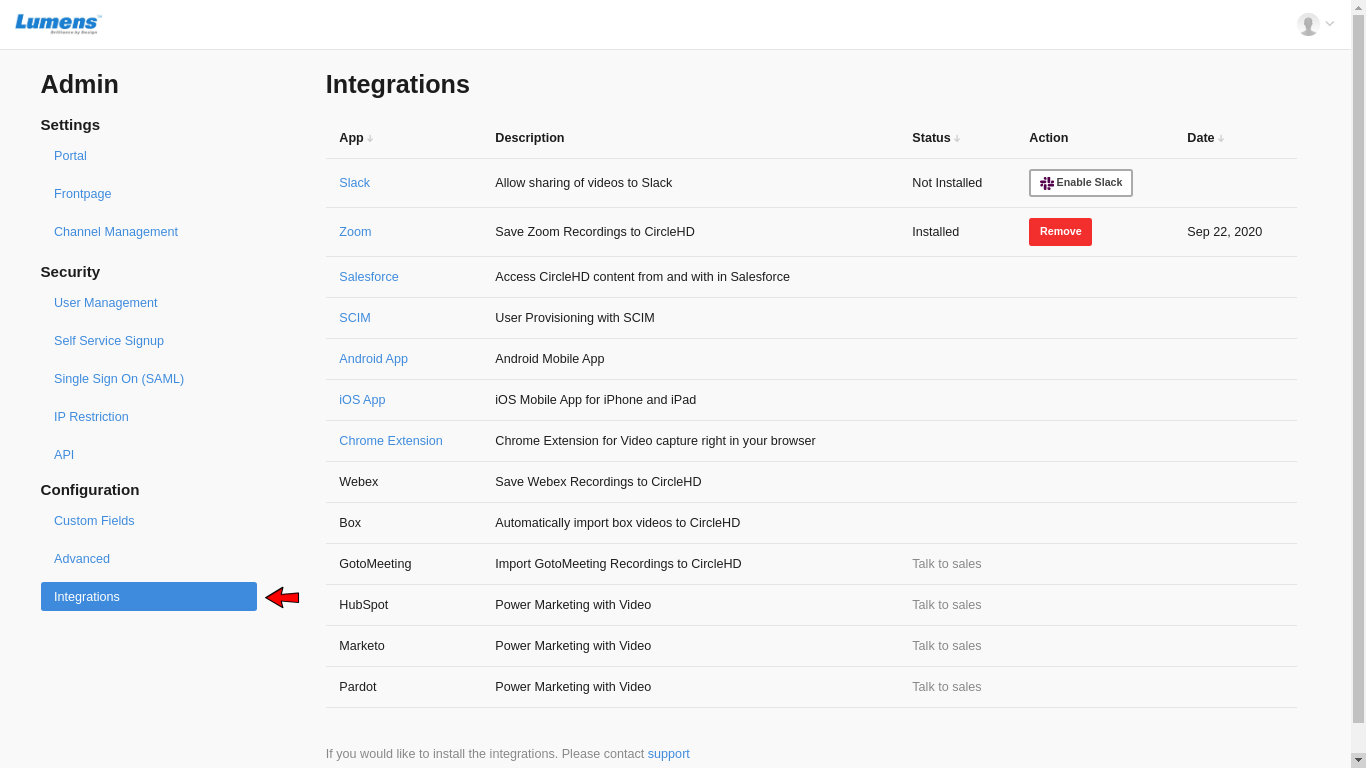 Lumens™
Brilliance by Design
Admin
Settings
Portal
Frontpage
Channel Management
Security
User Management
Self Service Signup
Single Sign On (SAML)
IP Restriction
API
Configuration
Custom Fields
Advanced
Integrations
Integrations
App Description Status Action Date
Slack Allow sharing of videos to Slack Not Installed Enable Slack
Zoom Save Zoom Recordings to CircleHD Installed Remove Sep 22, 2020
Salesforce Access CircleHD content from and with in Salesforce
SCIM User Provisioning with SCIM
Android App Android Mobile App
iOS App iOS Mobile App for iPhone and iPad
Chrome Extension Chrome Extension for Video capture right in your browser
Webex Save Webex Recordings to CircleHD
Box Automatically import box videos to CircleHD
GotoMeeting Import GotoMeeting Recordings to CircleHD Talk to sales
HubSpot Power Marketing with Video Talk to sales
Marketo Power Marketing with Video Talk to sales
Pardot Power Marketing with Video Talk to sales
If you would like to install the integrations. Please contact support